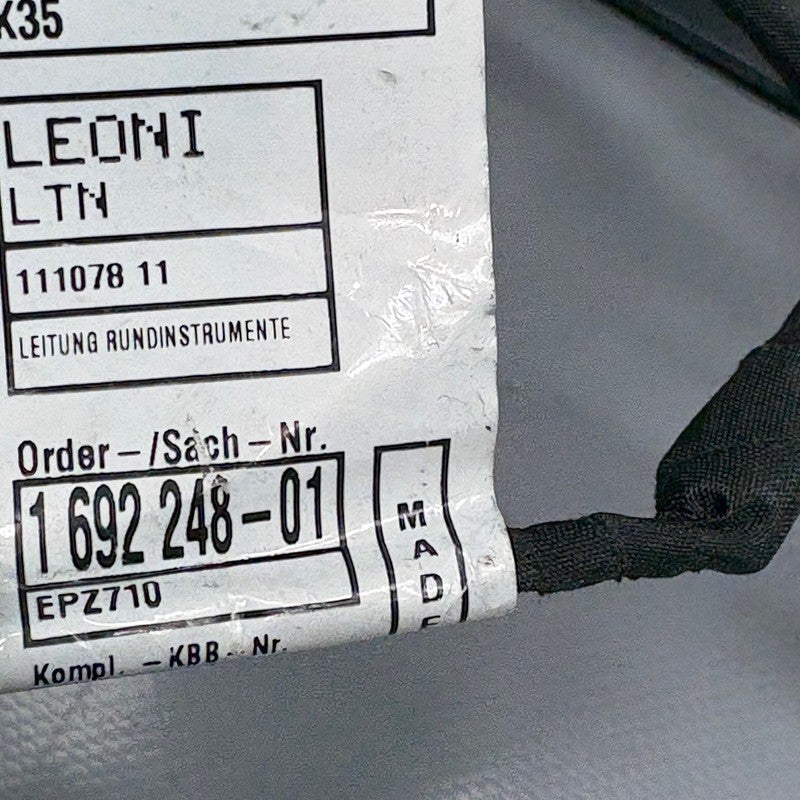 K35
LEONI
LTN
111078 11
LEITUNG RUNDINSTRUMENTE
Order-/Sach-Nr.
1 692 248-01
EPZ710
MADE
Kompl. - KBB - Nr.